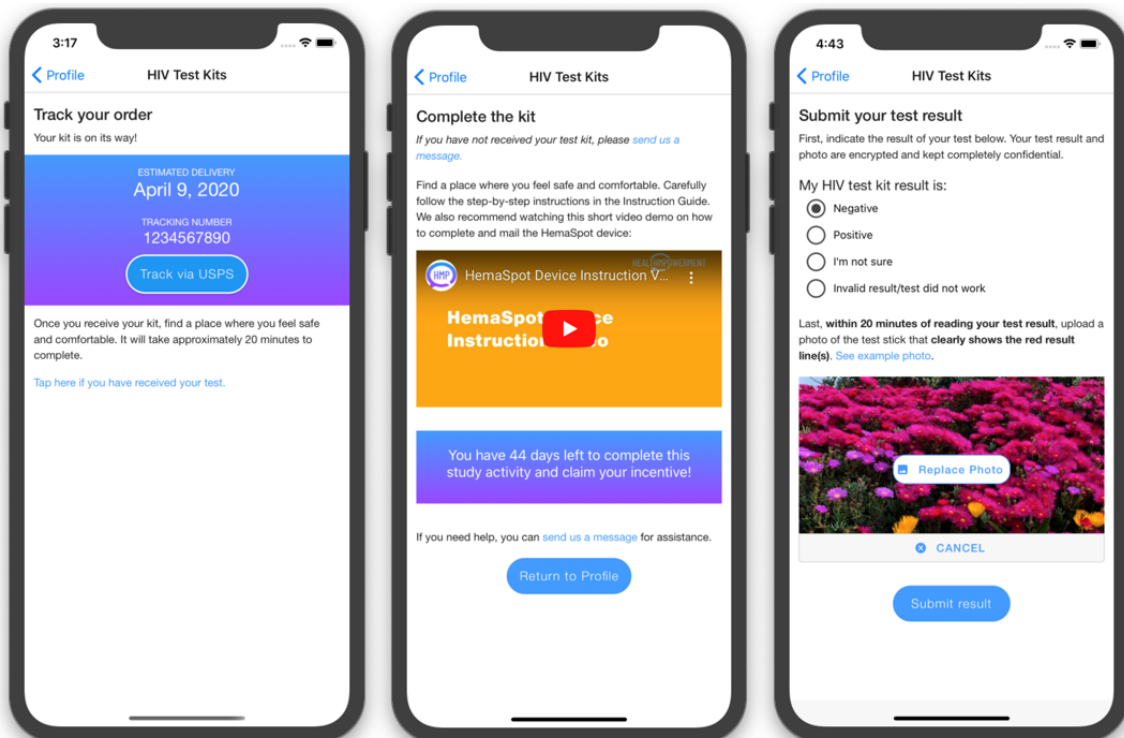 3:17
Profile
HIV Test Kits
Track your order
Your kit is on its way!
ESTIMATED DELIVERY
April 9, 2020
TRACKING NUMBER
1234567890
Track via USPS
Once you receive your kit, find a place where you feel safe
and comfortable. It will take approximately 20 minutes to
complete.
Tap here if you have received your test.
Profile
HIV Test Kits
Complete the kit
If you have not received your test kit, please send us a
message.
Find a place where you feel safe and comfortable. Carefully
follow the step-by-step instructions in the Instruction Guide.
We also recommend watching this short video demo on how
to complete and mail the HemaSpot device:
HEALTHMPOWERMENT
HMP
HemaSpot Device Instruction V...
HemaSpot Device
Instruction Video
You have 44 days left to complete this
study activity and claim your incentive!
If you need help, you can send us a message for assistance.
Return to Profile
4:43
Profile
HIV Test Kits
Submit your test result
First, indicate the result of your test below. Your test result and
photo are encrypted and kept completely confidential.
My HIV test kit result is:
Negative
Positive
I'm not sure
Invalid result/test did not work
Last, within 20 minutes of reading your test result, upload a
photo of the test stick that clearly shows the red result
line(s). See example photo.
Replace Photo
CANCEL
Submit result